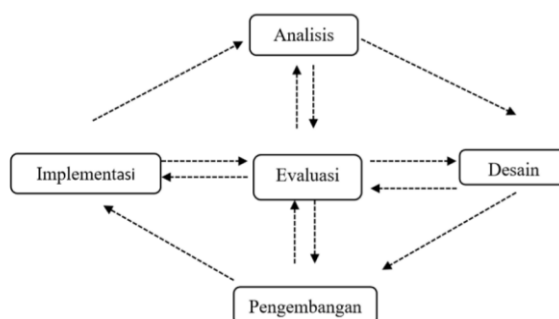 Analisis
Implementasi
Evaluasi
Desain
Pengembangan